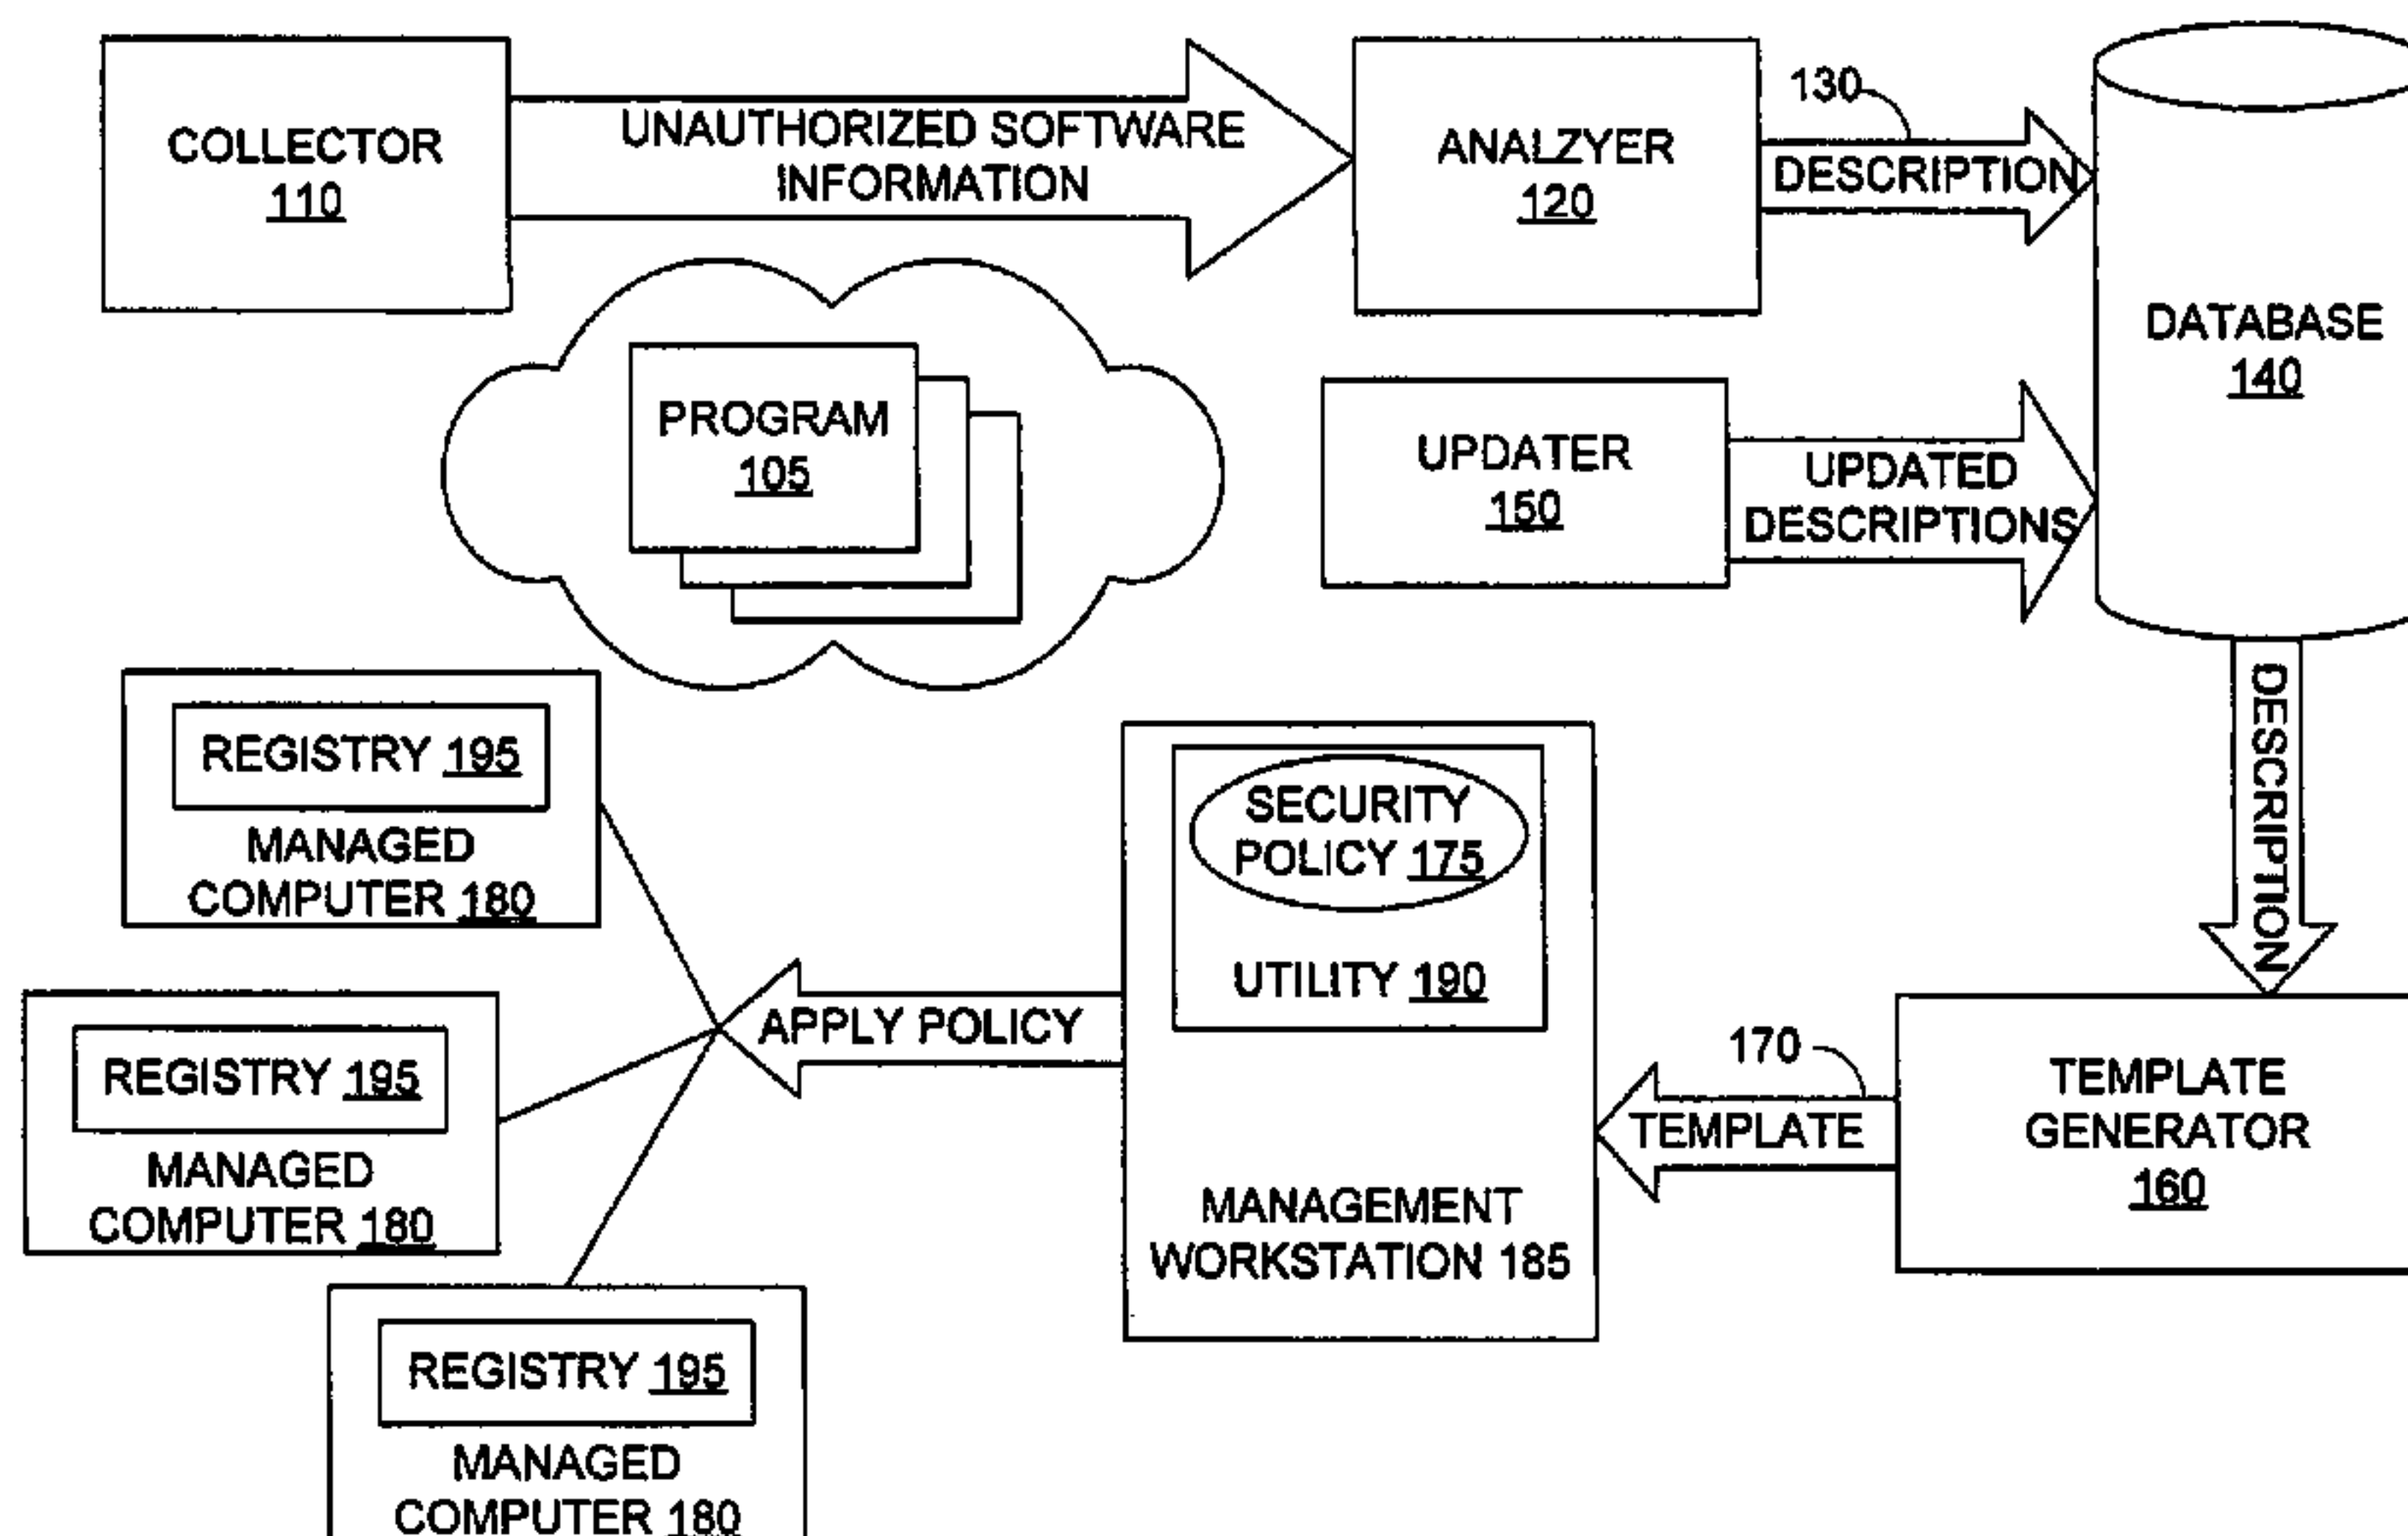 COLLECTOR
110
UNAUTHORIZED SOFTWARE
INFORMATION
ANALZYER
120
130
DESCRIPTION
DATABASE
140
PROGRAM
105
UPDATER
150
UPDATED
DESCRIPTIONS
DESCRIPTION
REGISTRY 195
MANAGED
COMPUTER 180
SECURITY
POLICY 175
UTILITY 190
MANAGEMENT
WORKSTATION 185
APPLY POLICY
170
TEMPLATE
TEMPLATE
GENERATOR
160
REGISTRY 195
MANAGED
COMPUTER 180
REGISTRY 195
MANAGED
COMPUTER 180